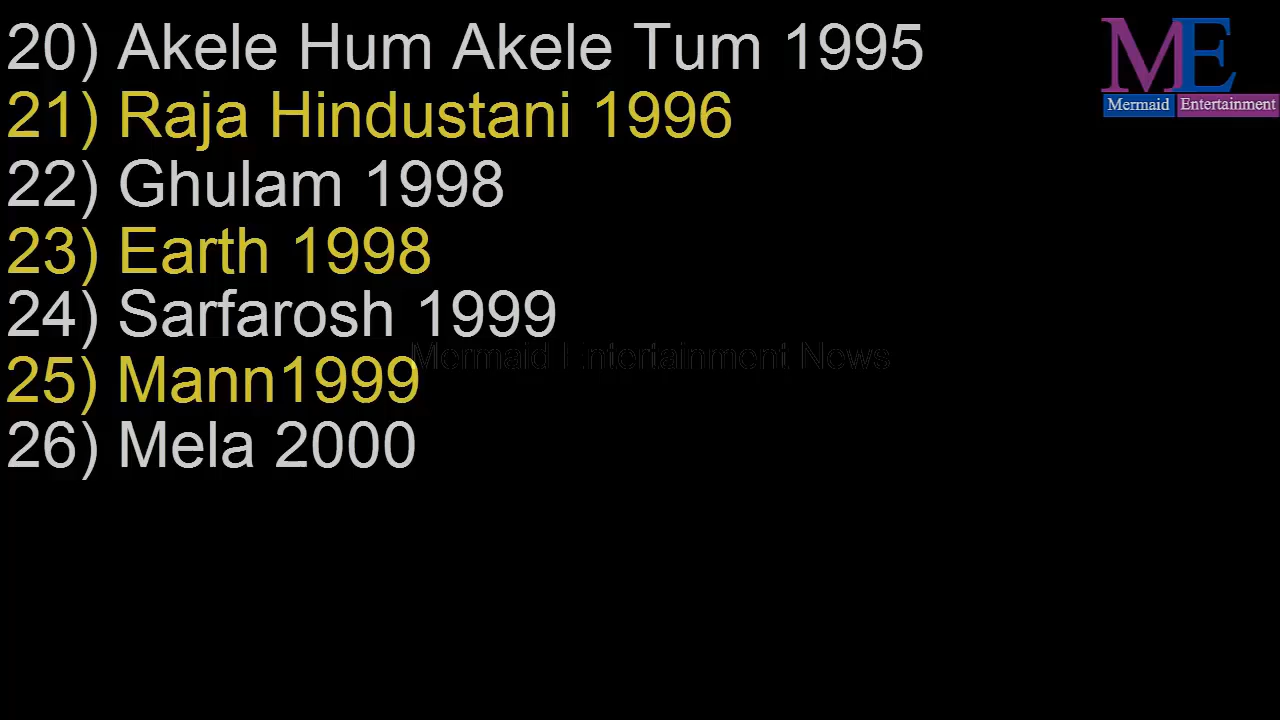 20) Akele Hum Akele Tum 1995
21) Raja Hindustani 1996
22) Ghulam 1998
23) Earth 1998
24) Sarfarosh 1999
25) Mann1999
26) Mela 2000
ME
Mermaid Entertainment
Mermaid Entertainment News